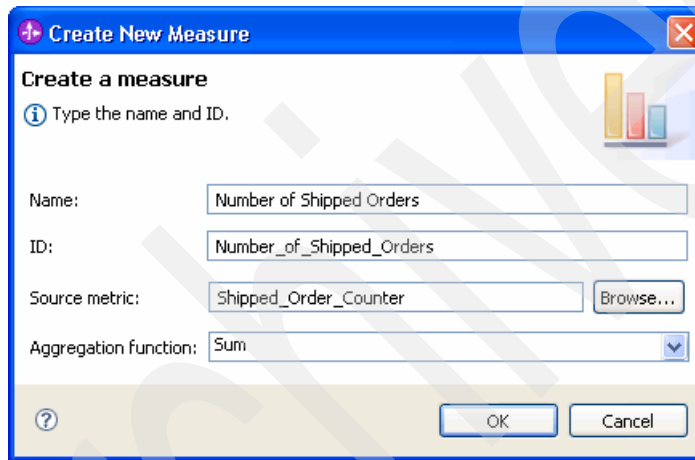 Create New Measure
Create a measure
Type the name and ID.
Name: Number of Shipped Orders
ID: Number_of_Shipped_Orders
Source metric: Shipped_Order_Counter Browse...
Aggregation function: Sum
OK Cancel